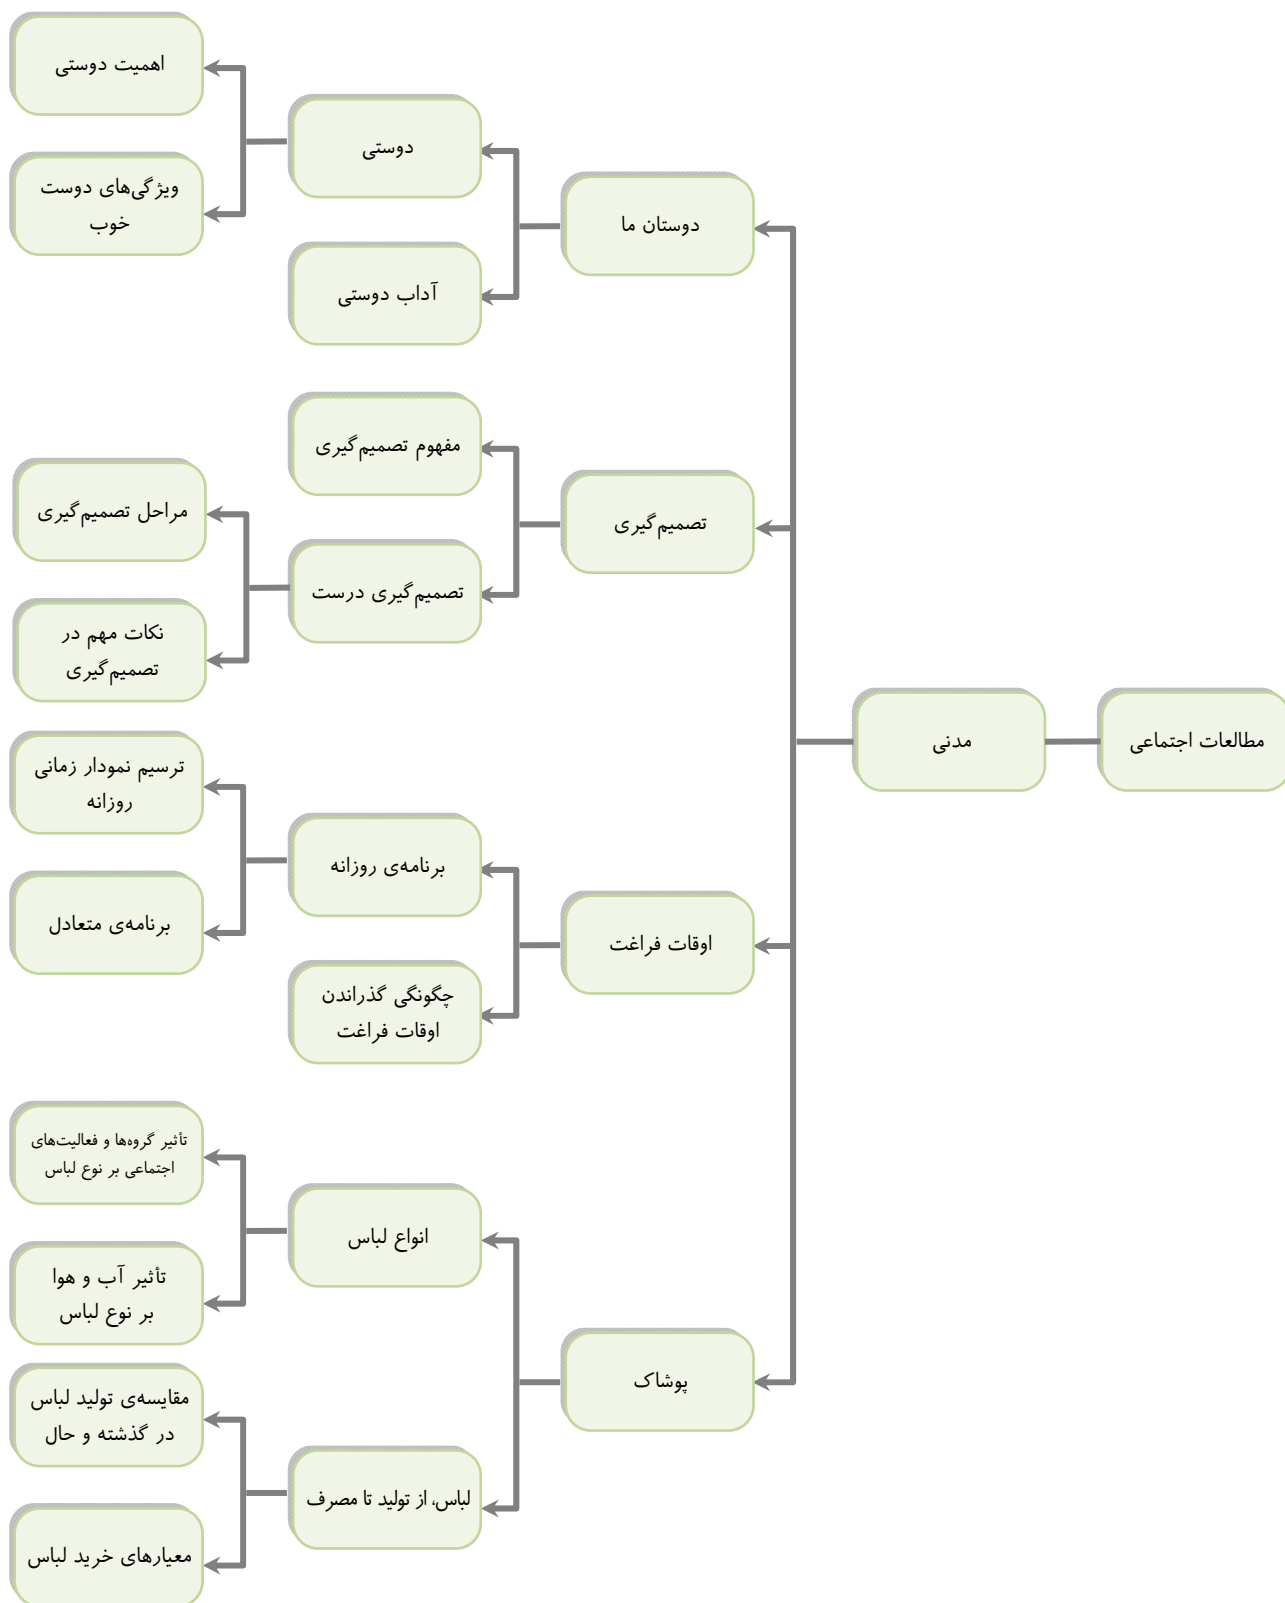 مطالعات اجتماعی
مدنی
دوستان ما
دوستی
اهمیت دوستی
ویژگی‌های دوست
خوب
آداب دوستی
تصمیم‌گیری
مفهوم تصمیم‌گیری
تصمیم‌گیری درست
مراحل تصمیم‌گیری
نکات مهم در
تصمیم‌گیری
اوقات فراغت
برنامه‌ی روزانه
ترسیم نمودار زمانی
روزانه
برنامه‌ی متعادل
چگونگی گذراندن
اوقات فراغت
پوشاک
انواع لباس
تأثیر گروه‌ها و فعالیت‌های
اجتماعی بر نوع لباس
تأثیر آب و هوا
بر نوع لباس
لباس، از تولید تا مصرف
مقایسه‌ی تولید لباس
در گذشته و حال
معیارهای خرید لباس